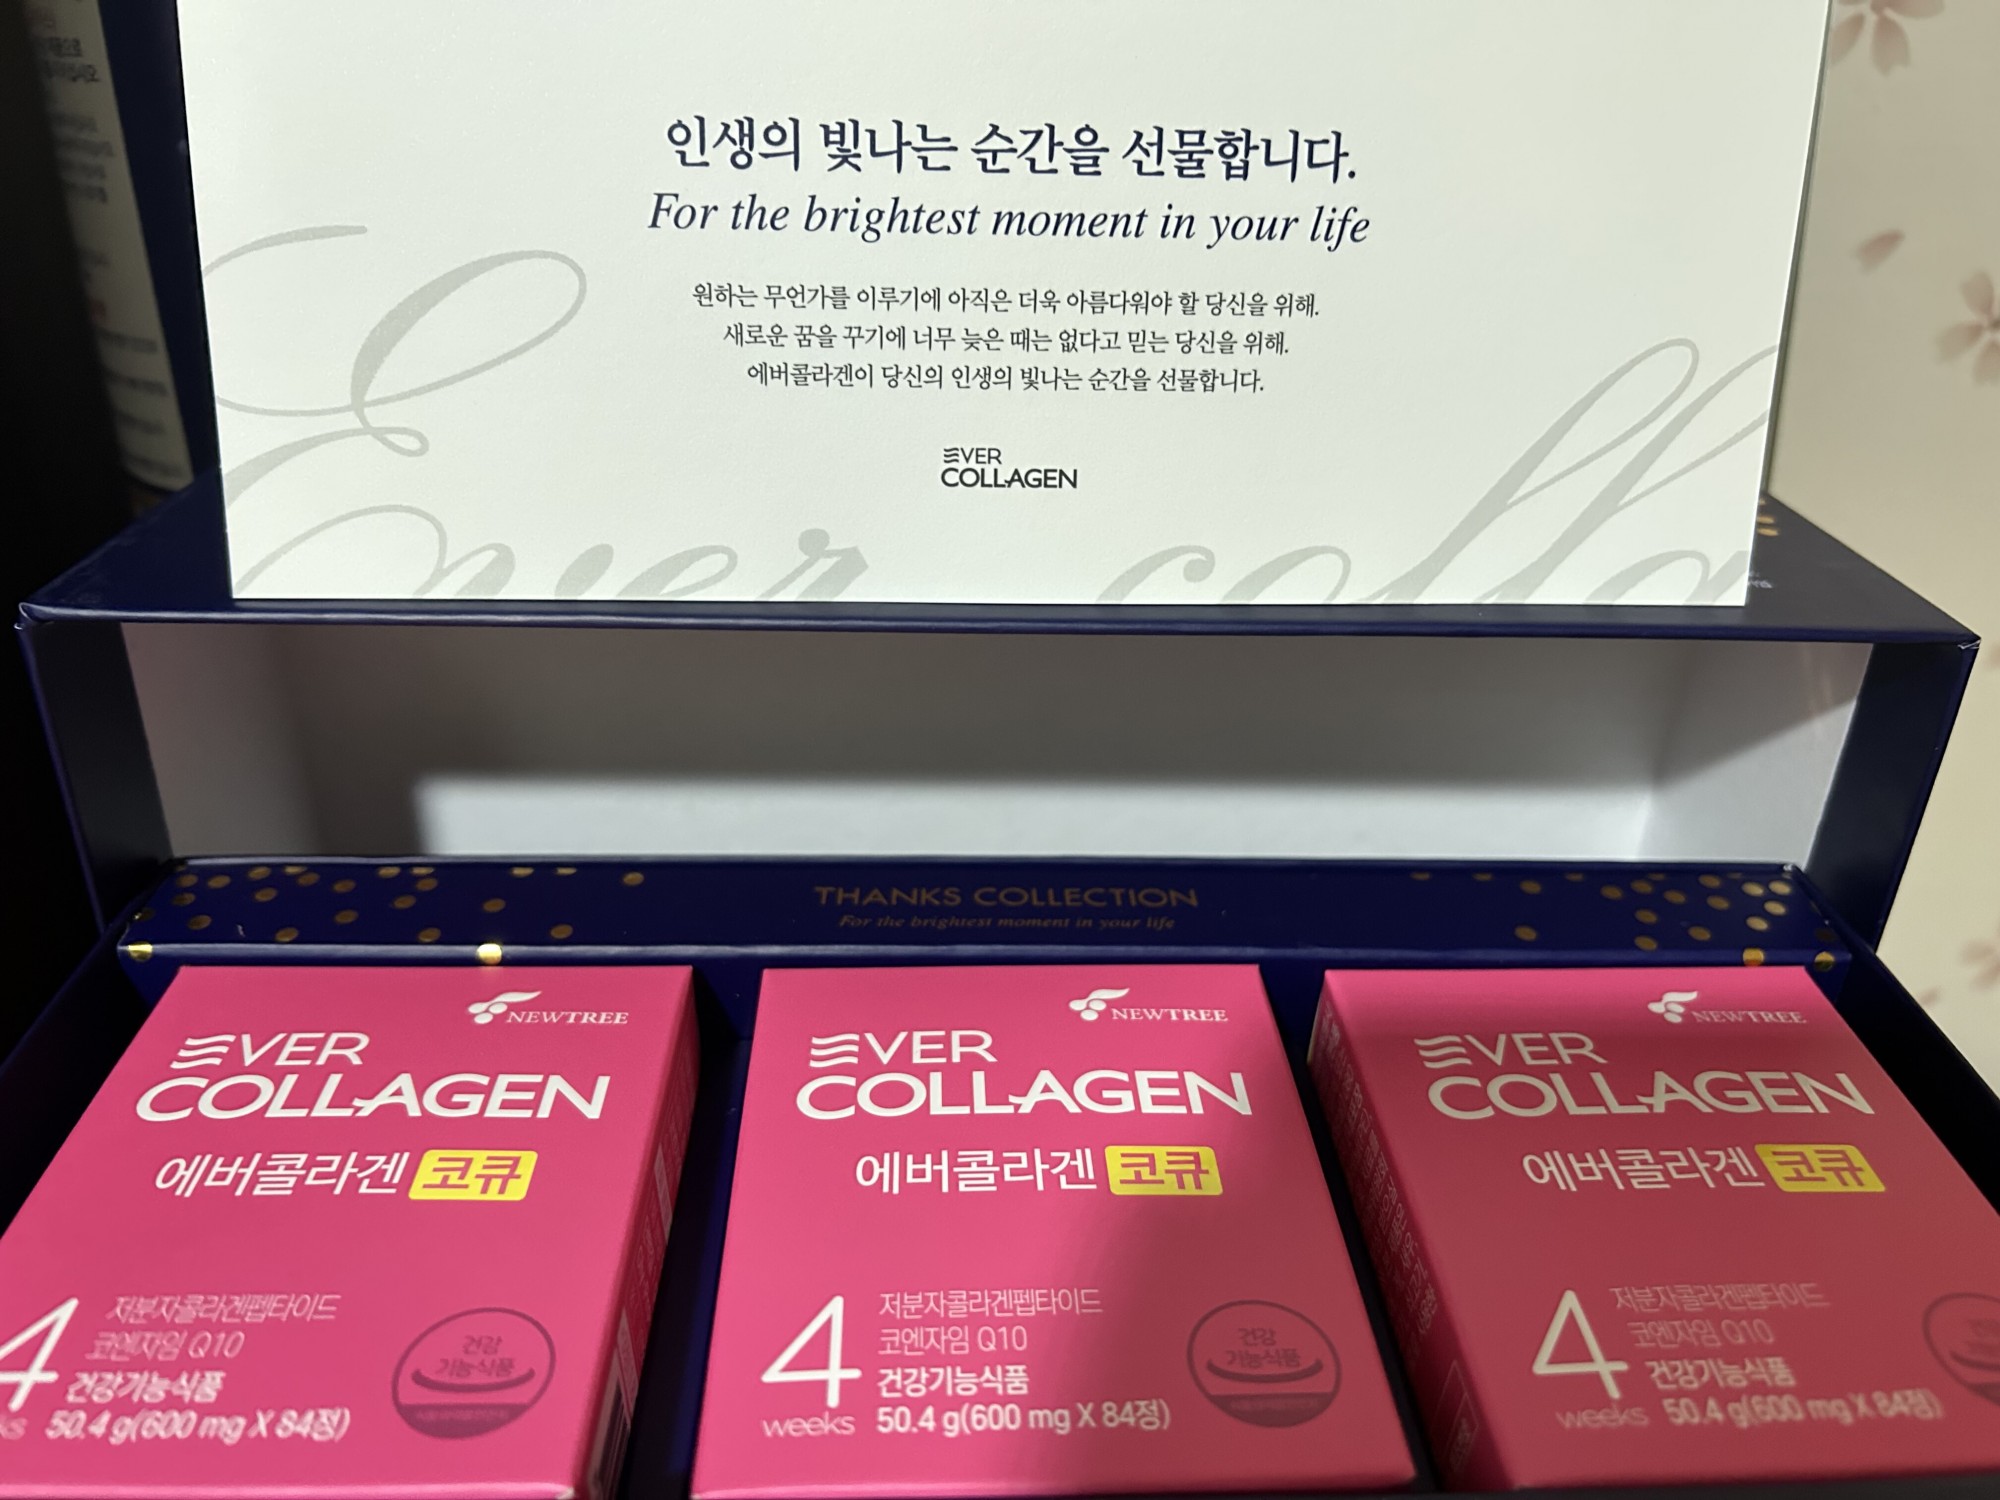 인생의 빛나는 순간을 선물합니다.
For the brightest moment in your life
원하는 무언가를 이루기에 아직은 더욱 아름다워야 할 당신을 위해.
새로운 꿈을 꾸기에 너무 늦은 때는 없다고 믿는 당신을 위해.
에버콜라겐이 당신의 인생의 빛나는 순간을 선물합니다.
EVER
COLLAGEN
Ever colla
THANKS COLLECTION
For the brightest moment in your life
NEWTREE
EVER
COLLAGEN
에버콜라겐 코큐
4
저분자콜라겐펩타이드
코엔자임 Q10
건강기능식품
50.4 g(600 mg X 84정)
건강
기능식품
NEWTREE
EVER
COLLAGEN
에버콜라겐 코큐
4
weeks
저분자콜라겐펩타이드
코엔자임 Q10
건강기능식품
50.4 g(600 mg X 84정)
건강
기능식품
NEWTREE
EVER
COLLAGEN
에버콜라겐 코큐
4
weeks
저분자콜라겐펩타이드
코엔자임 Q10
건강기능식품
50.4 g(600 mg X 84정)